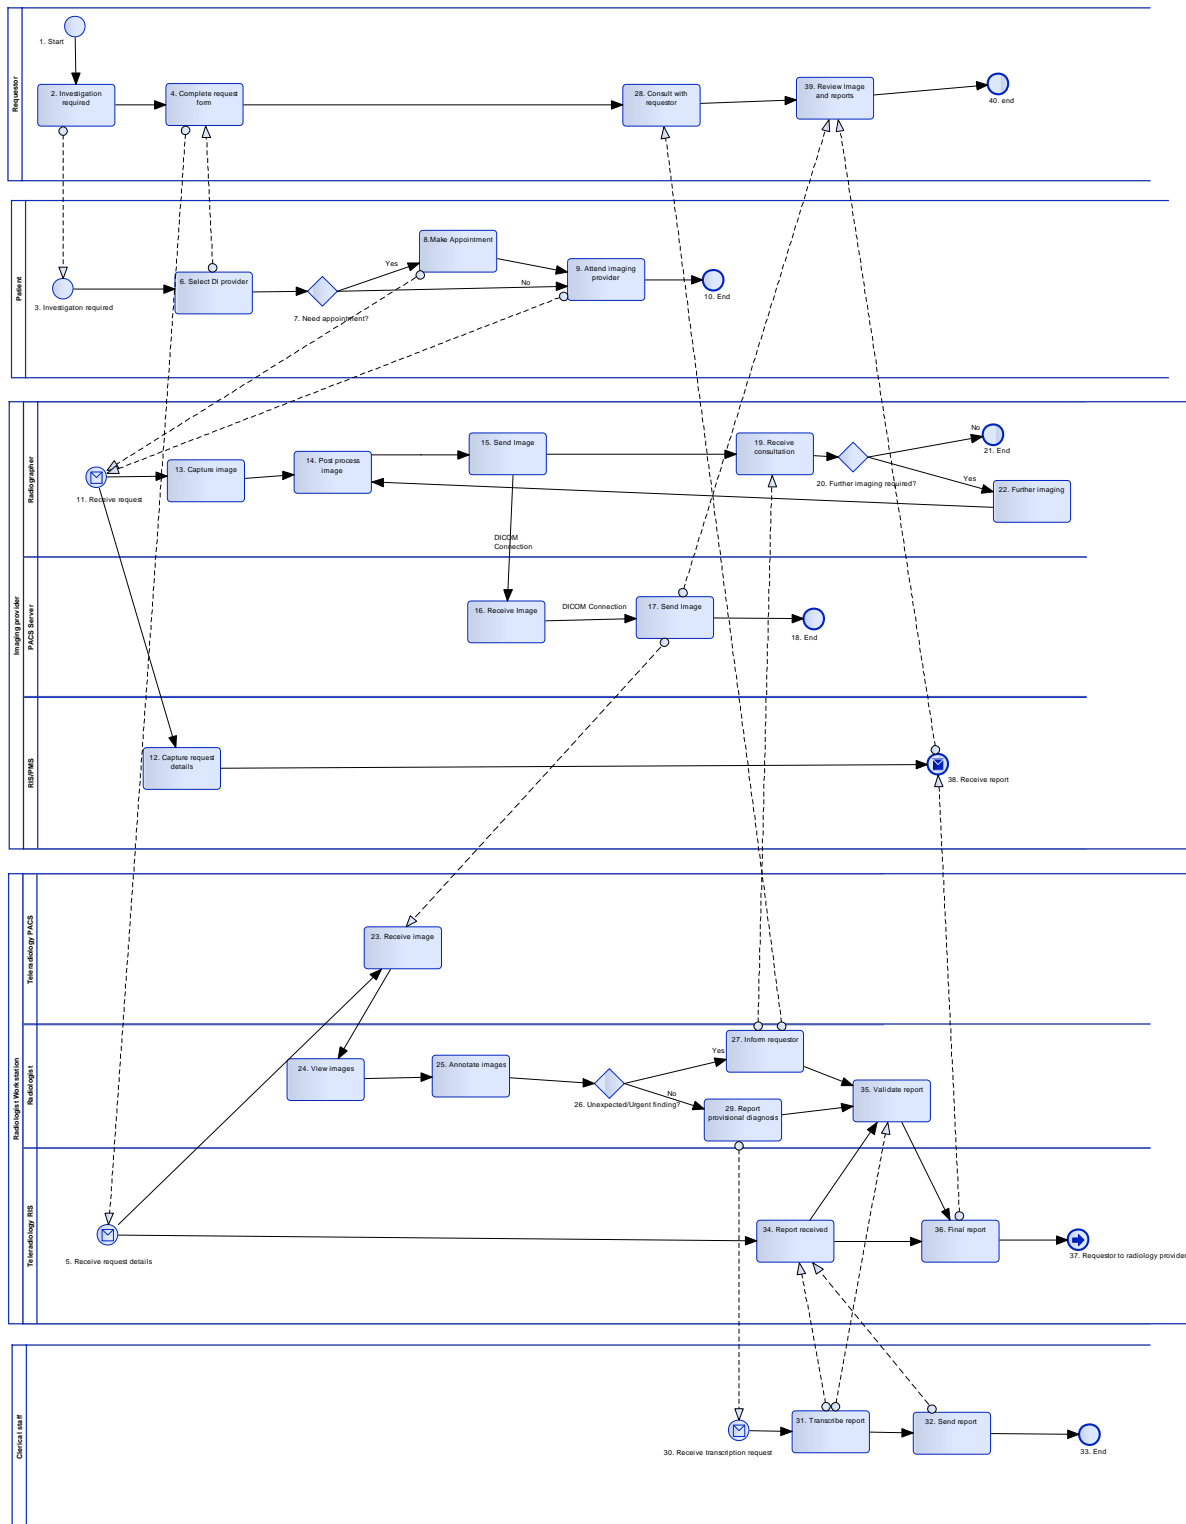 Requestor
1. Start
2. Investigation
required
4. Complete request
form
28. Consult with
requestor
39. Review Image
and reports
40. end
Patient
3. Investigaton required
6. Select DI provider
7. Need appointment?
Yes
No
8.Make Appointment
9. Attend imaging
provider
10. End
Imaging provider
Radiographer
11. Receive request
13. Capture image
14. Post process
image
15. Send Image
19. Receive
consultation
20. Further imaging required?
No
21. End
Yes
22. Further imaging
DICOM
Connection
PACS Server
16. Receive Image
DICOM Connection
17. Send Image
18. End
RIS/PMS
12. Capture request
details
38. Receive report
Radiologist Workstation
Teleradiology PACS
23. Receive image
Radiologist
24. View images
25. Annotate images
26. Unexpected/Urgent finding?
Yes
No
27. Inform requestor
29. Report
provisional diagnosis
35. Validate report
Teleradiology RIS
5. Receive request details
34. Report received
36. Final report
37. Requestor to radiology provider
Clerical staff
30. Receive transcription request
31. Transcribe report
32. Send report
33. End